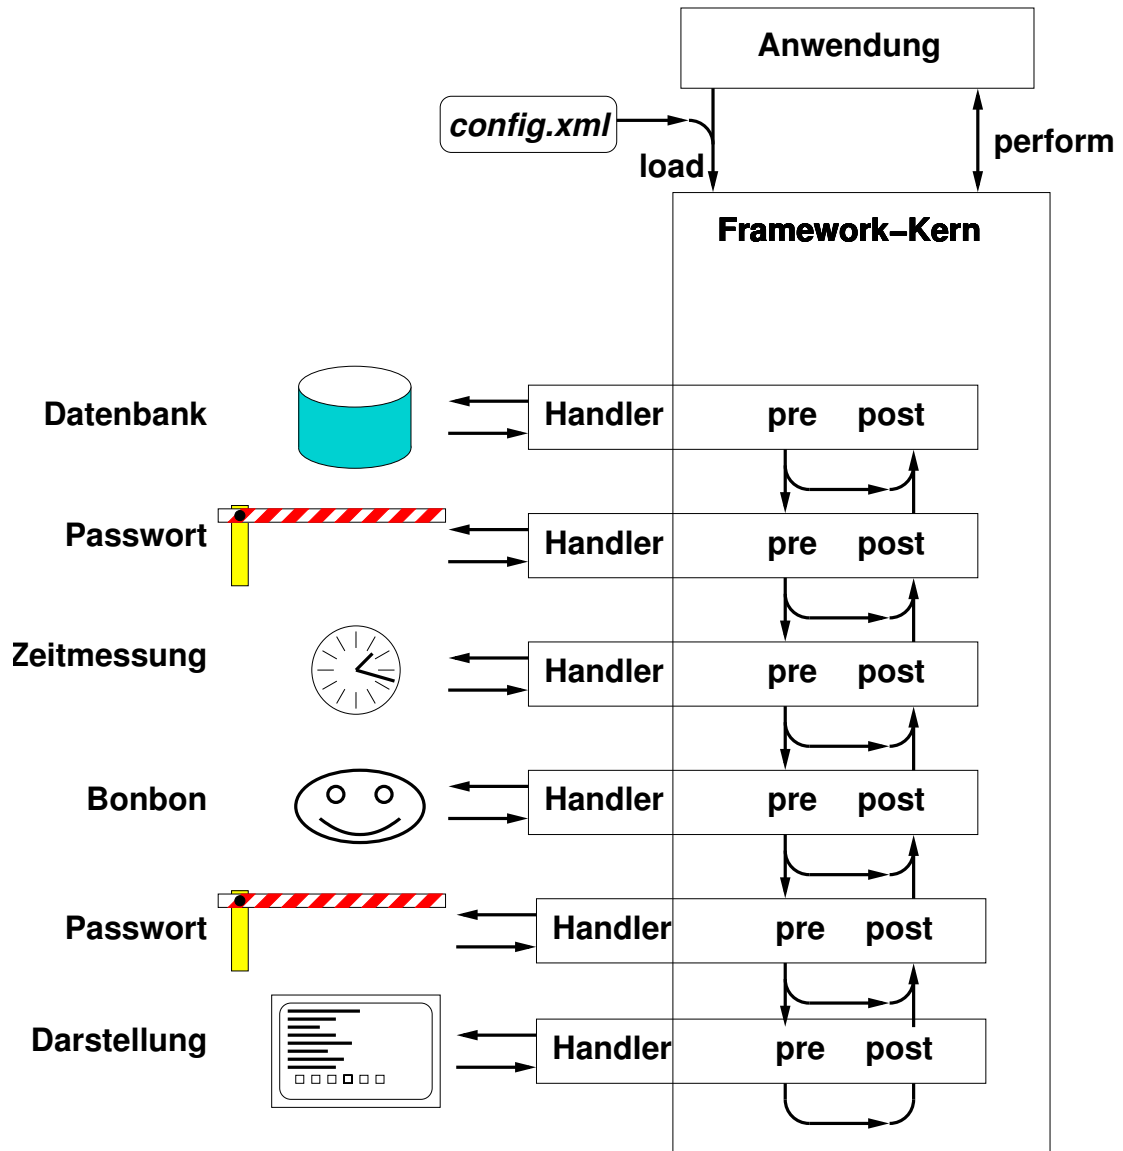 Anwendung
config.xml
load
perform
Framework–Kern
Datenbank
Handler pre post
Passwort
Handler pre post
Zeitmessung
Handler pre post
Bonbon
Handler pre post
Passwort
Handler pre post
Darstellung
Handler pre post